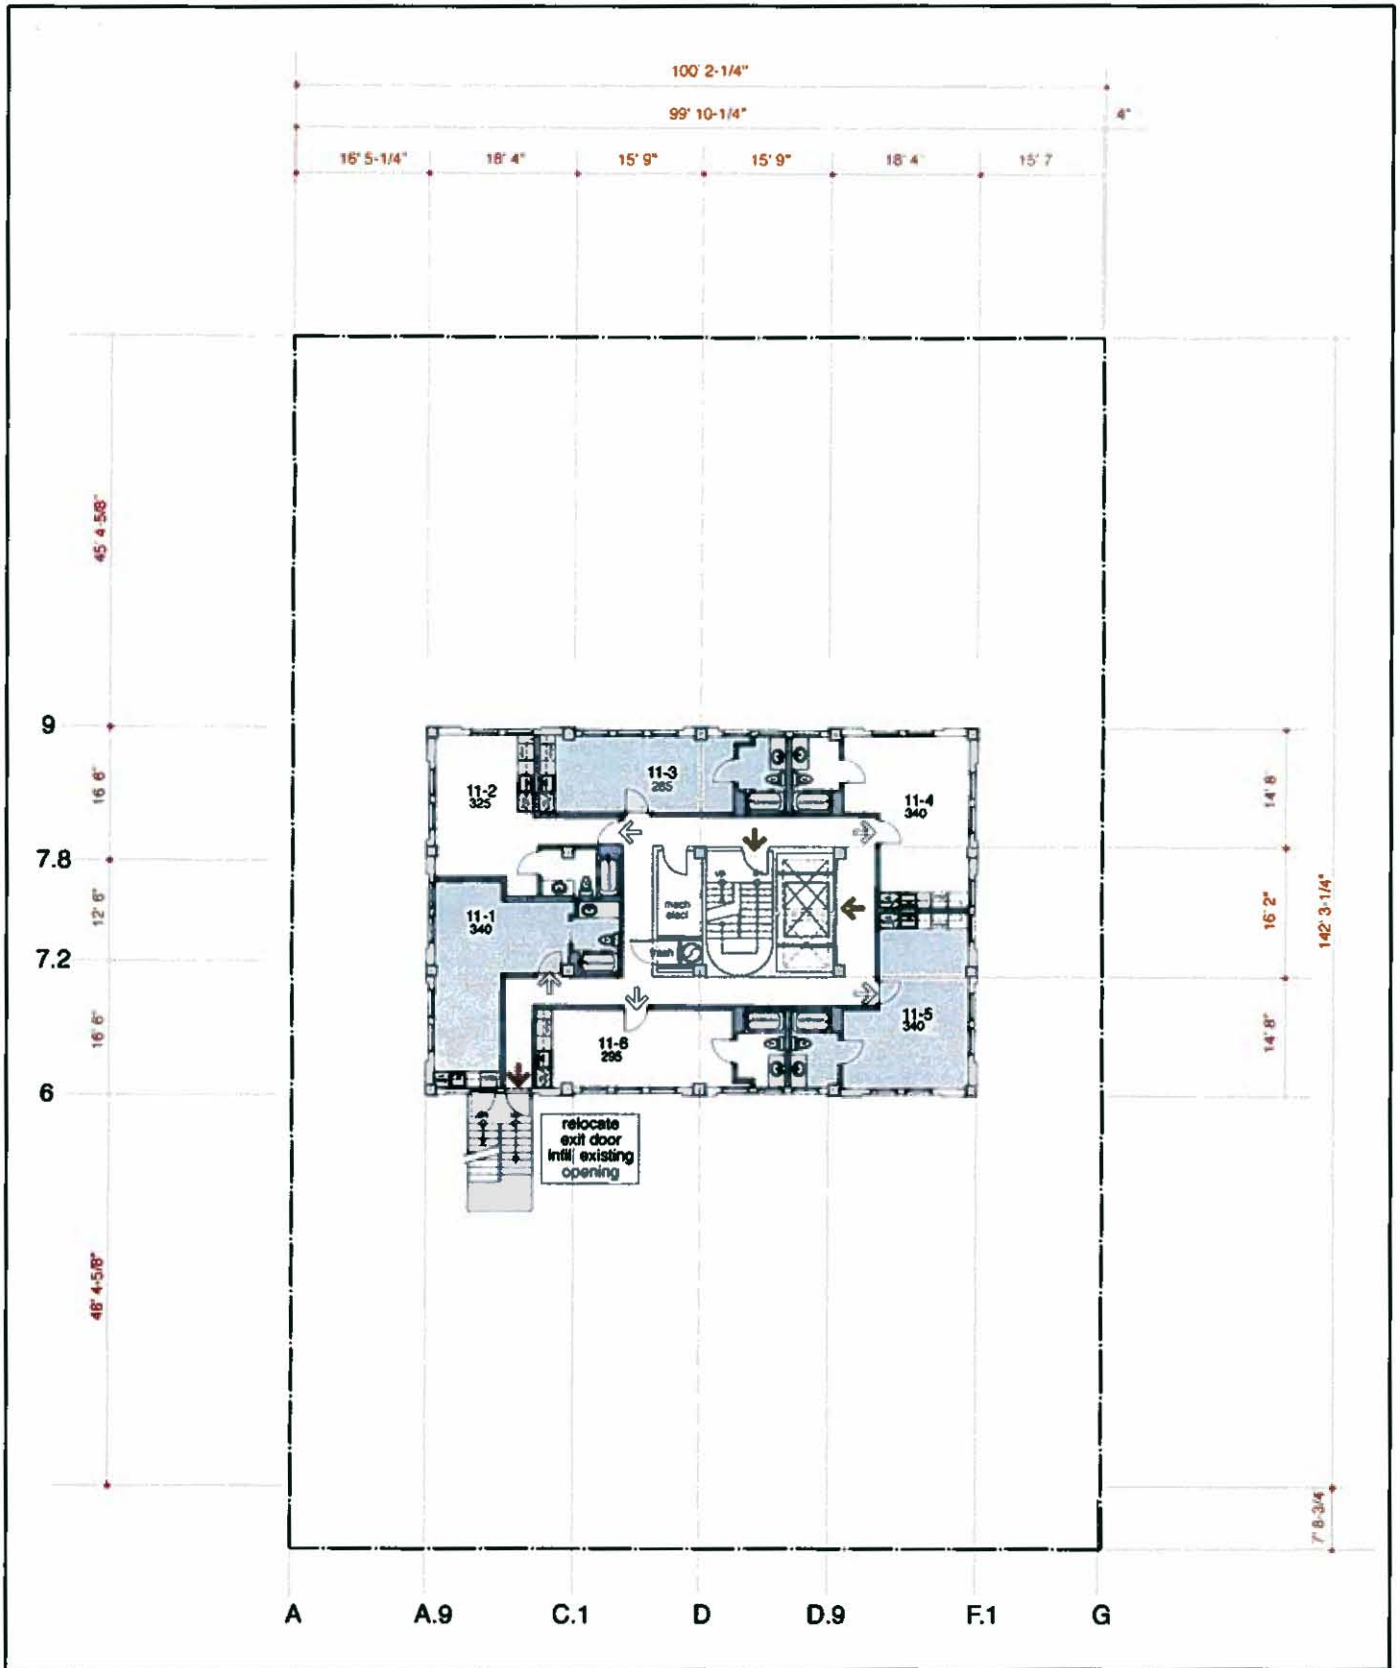 100' 2-1/4"
99' 10-1/4"
4"
16' 5-1/4"
18' 4"
15' 9"
15' 9"
18' 4"
15' 7
45' 4-5/8"
9
16' 6"
14' 8"
11-2
325
11-3
265
11-4
340
7.8
12' 6"
11-1
340
mech
elect
16' 2"
142' 3-1/4"
7.2
trash
16' 6"
11-6
295
11-5
340
14' 8"
6
relocate
exit door
infill existing
opening
48' 4-5/8"
7' 8-3/4
A
A.9
C.1
D
D.9
F.1
G